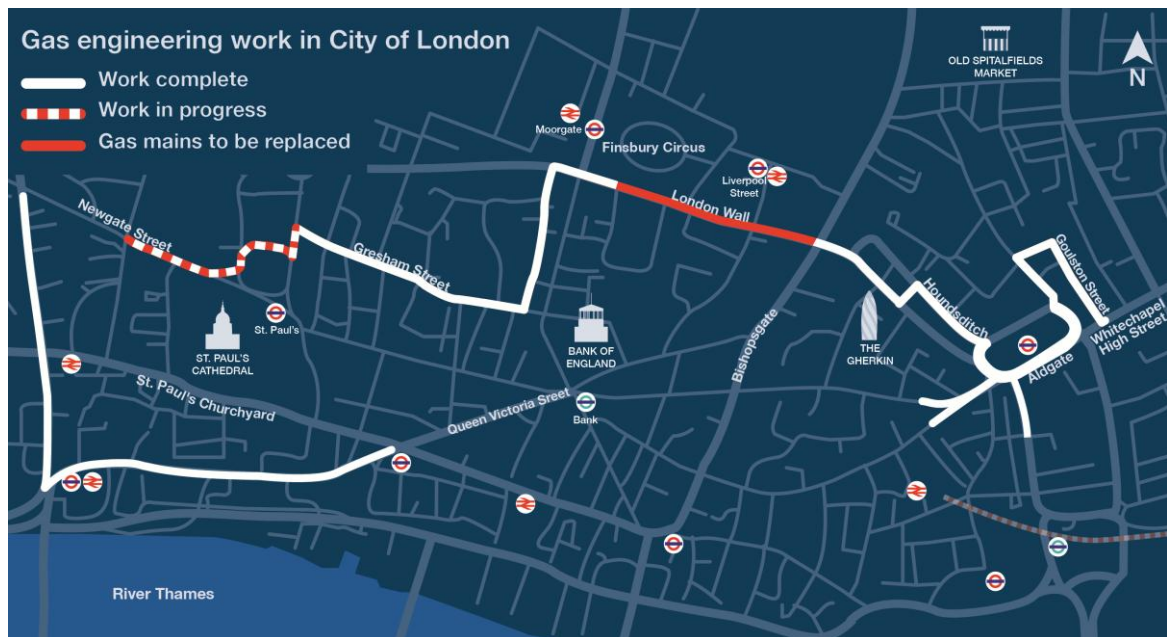 Gas engineering work in City of London
Work complete
Work in progress
Gas mains to be replaced
OLD SPITALFIELDS
MARKET
N
Moorgate
Finsbury Circus
Liverpool
Street
London Wall
Newgate Street
Gresham Street
Goulston Street
Houndsditch
Whitechapel
High Street
Aldgate
St. Paul's
ST. PAUL'S
CATHEDRAL
BANK OF
ENGLAND
Bishopsgate
THE
GHERKIN
St. Paul's Churchyard
Queen Victoria Sreet
Bank
River Thames